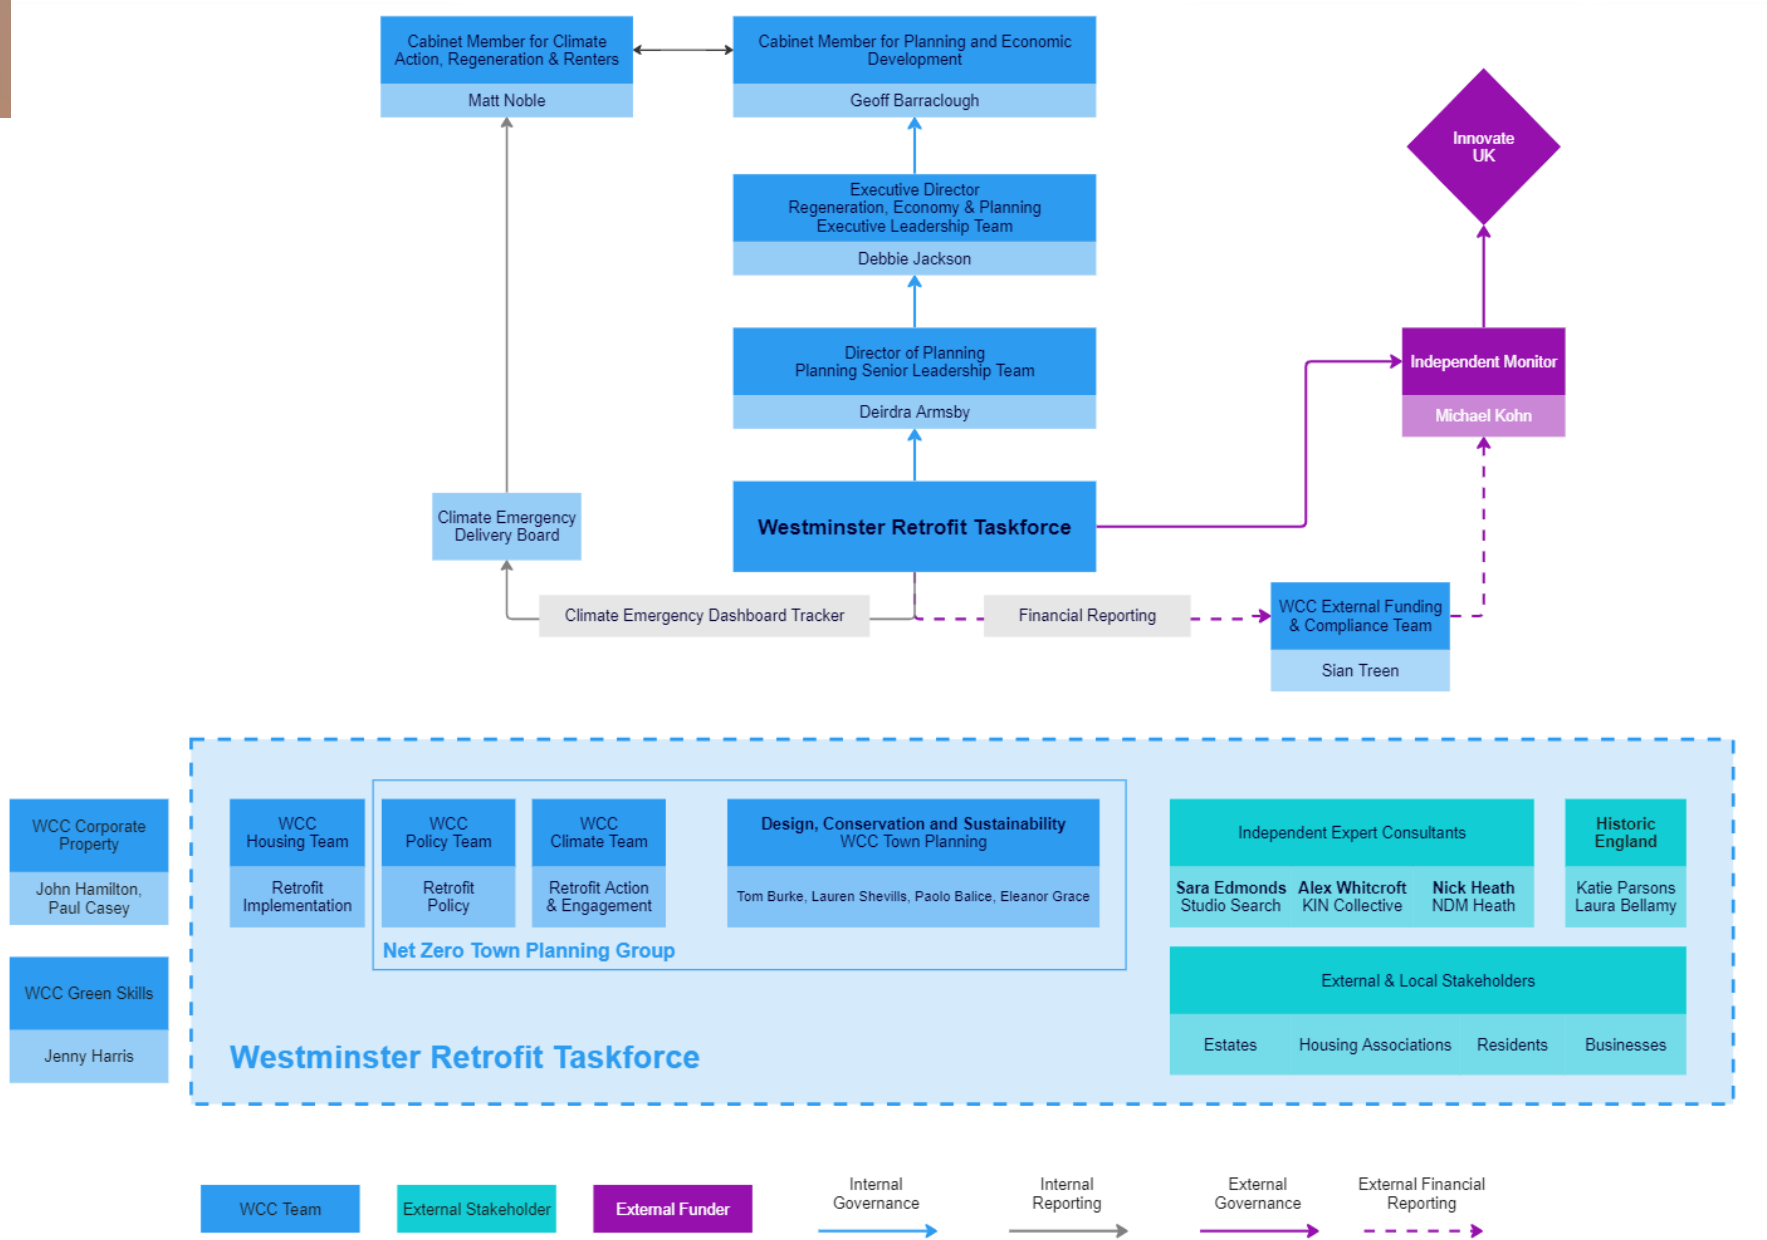 Cabinet Member for Climate
Action, Regeneration & Renters
Matt Noble
Cabinet Member for Planning and Economic
Development
Geoff Barraclough
Innovate
UK
Executive Director
Regeneration, Economy & Planning
Executive Leadership Team
Debbie Jackson
Director of Planning
Planning Senior Leadership Team
Deirdra Armsby
Independent Monitor
Michael Kohn
Climate Emergency
Delivery Board
Westminster Retrofit Taskforce
Climate Emergency Dashboard Tracker
Financial Reporting
WCC External Funding
& Compliance Team
Sian Treen
WCC Corporate
Property
John Hamilton,
Paul Casey
WCC Green Skills
Jenny Harris
WCC
Housing Team
Retrofit
Implementation
WCC
Policy Team
Retrofit
Policy
WCC
Climate Team
Retrofit Action
& Engagement
Design, Conservation and Sustainability
WCC Town Planning
Tom Burke, Lauren Shevills, Paolo Balice, Eleanor Grace
Net Zero Town Planning Group
Independent Expert Consultants
Sara Edmonds
Studio Search
Alex Whitcroft
KIN Collective
Nick Heath
NDM Heath
Historic
England
Katie Parsons
Laura Bellamy
External & Local Stakeholders
Estates
Housing Associations
Residents
Businesses
Westminster Retrofit Taskforce
WCC Team
External Stakeholder
External Funder
Internal
Governance
Internal
Reporting
External
Governance
External Financial
Reporting